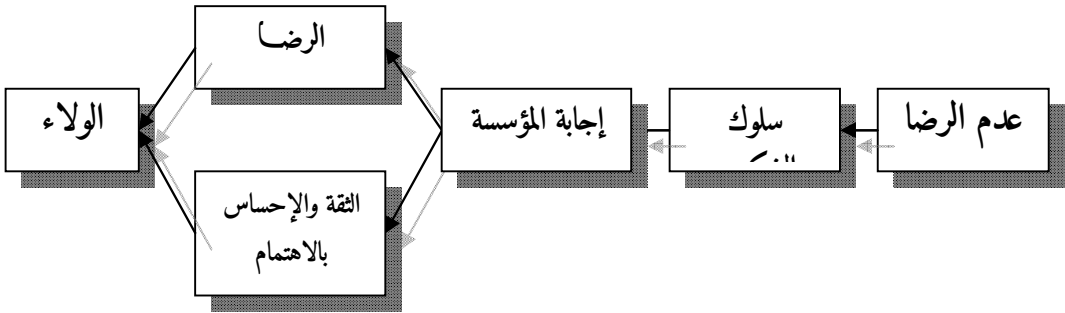 عدم الرضا
سلوك
إجابة المؤسسة
الرضا
الثقة والإحساس
بالاهتمام
الولاء